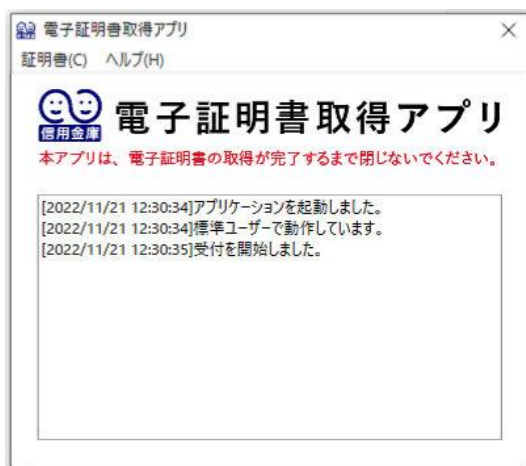 電子証明書取得アプリ
証明書(C) ヘルプ(H)
信用金庫
電子証明書取得アプリ
本アプリは、電子証明書の取得が完了するまで閉じないでください。
[2022/11/21 12:30:34]アプリケーションを起動しました。
[2022/11/21 12:30:34]標準ユーザーで動作しています。
[2022/11/21 12:30:35]受付を開始しました。